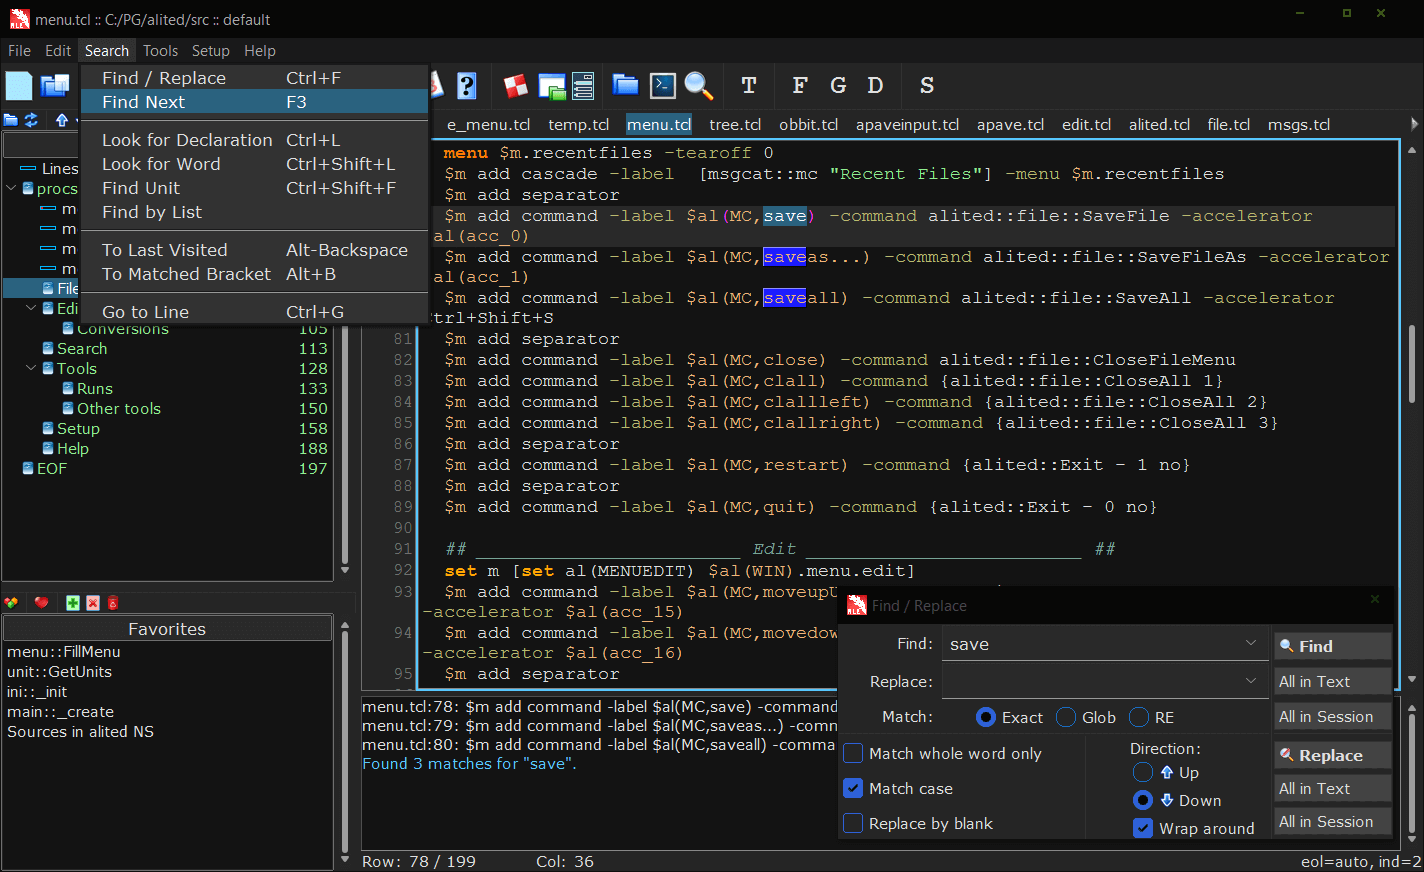 menu.tcl :: C:/PG/alited/src :: default
File Edit Search Tools Setup Help
Find / Replace Ctrl+F
Find Next F3
Look for Declaration Ctrl+L
Look for Word Ctrl+Shift+L
Find Unit Ctrl+Shift+F
Find by List
To Last Visited Alt-Backspace
To Matched Bracket Alt+B
Go to Line Ctrl+G
T F G D S
e_menu.tcl temp.tcl menu.tcl tree.tcl obbit.tcl apaveinput.tcl apave.tcl edit.tcl alited.tcl file.tcl msgs.tcl
Lines
procs
m
m
m
m
File
Edi
Conversions 105
Search 113
Tools 128
Runs 133
Other tools 150
Setup 158
Help 188
EOF 197
menu $m.recentfiles -tearoff 0
$m add cascade -label [msgcat::mc "Recent Files"] -menu $m.recentfiles
$m add separator
$m add command -label $al(MC,save) -command alited::file::SaveFile -accelerator
al(acc_0)
$m add command -label $al(MC,saveas...) -command alited::file::SaveFileAs -accelerator
al(acc_1)
$m add command -label $al(MC,saveall) -command alited::file::SaveAll -accelerator
trl+Shift+S
81 $m add separator
82 $m add command -label $al(MC,close) -command alited::file::CloseFileMenu
83 $m add command -label $al(MC,clall) -command {alited::file::CloseAll 1}
84 $m add command -label $al(MC,clallleft) -command {alited::file::CloseAll 2}
85 $m add command -label $al(MC,clallright) -command {alited::file::CloseAll 3}
86 $m add separator
87 $m add command -label $al(MC,restart) -command {alited::Exit - 1 no}
88 $m add separator
89 $m add command -label $al(MC,quit) -command {alited::Exit - 0 no}
90
91 ## ________________________ Edit _________________________ ##
92 set m [set al(MENUEDIT) $al(WIN).menu.edit]
93 $m add command -label $al(MC,moveupU
-accelerator $al(acc_15)
94 $m add command -label $al(MC,movedow
-accelerator $al(acc_16)
95 $m add separator
Favorites
menu::FillMenu
unit::GetUnits
ini::_init
main::_create
Sources in alited NS
menu.tcl:78: $m add command -label $al(MC,save) -command
menu.tcl:79: $m add command -label $al(MC,saveas...) -comm
menu.tcl:80: $m add command -label $al(MC,saveall) -comma
Found 3 matches for "save".
Find / Replace
Find: save
Replace:
Match: Exact Glob RE
Match whole word only
Match case
Replace by blank
Direction:
Up
Down
Wrap around
Find
All in Text
All in Session
Replace
All in Text
All in Session
Row: 78 / 199 Col: 36 eol=auto, ind=2